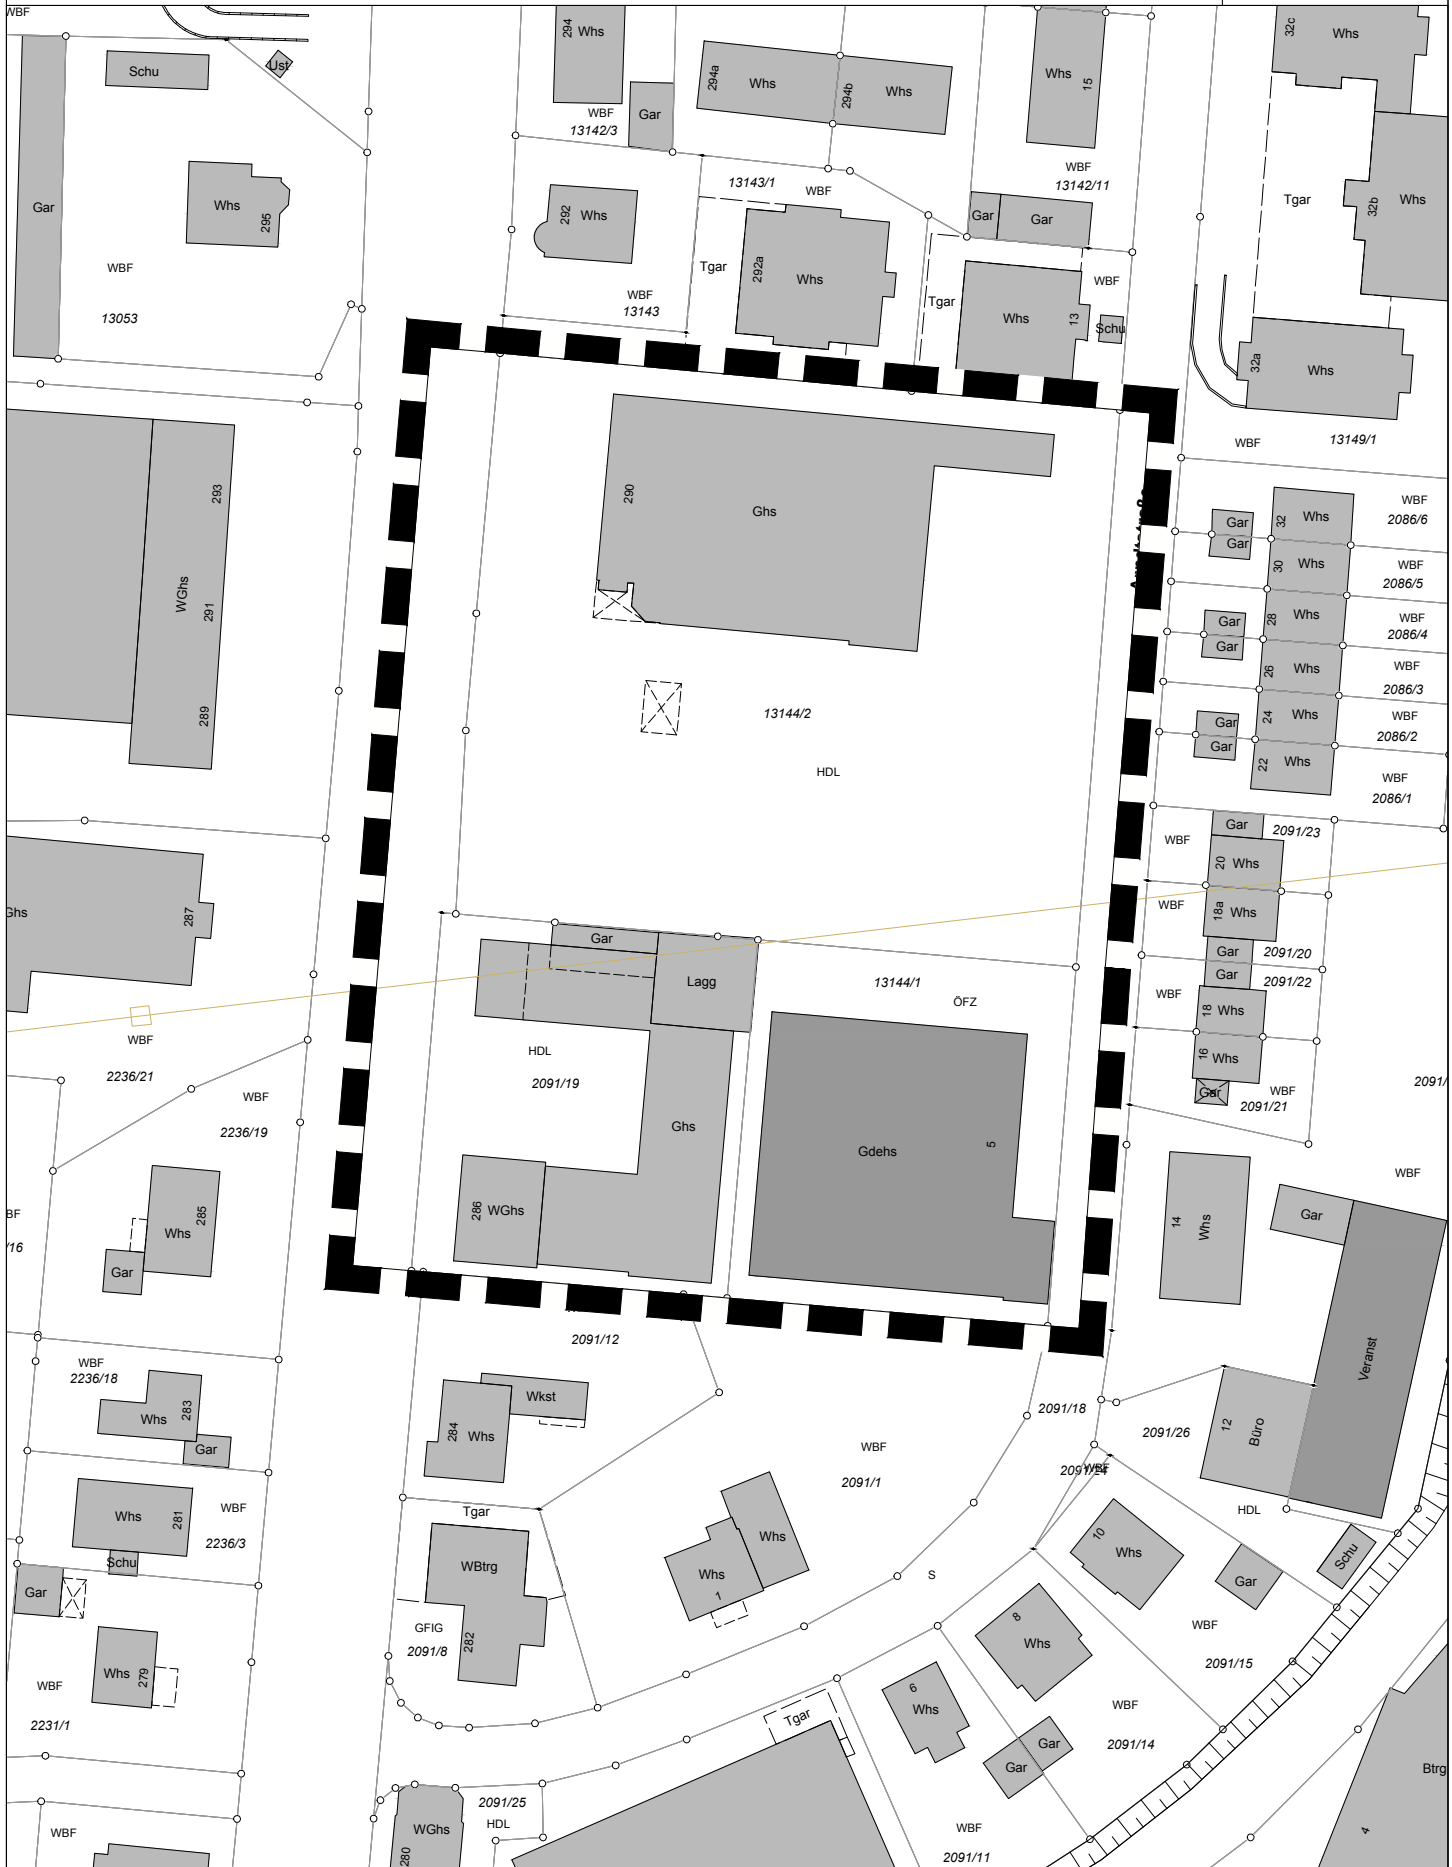 WBF
Schu
Ust
294
Whs
Gar
WBF
13142/3
294a
Whs
294b
Whs
Whs
15
32c
Whs
WBF
13142/11
13143/1
WBF
Gar
Whs
295
292
Whs
Gar
Gar
Tgar
32b
Whs
WBF
13053
WBF
13143
Tgar
292a
Whs
Tgar
Whs
13
WBF
Schu
32a
Whs
WBF
13149/1
293
WGhs
291
289
290
Ghs
13144/2
HDL
32
Whs
WBF
2086/6
Gar
Gar
30
Whs
WBF
2086/5
28
Whs
WBF
2086/4
Gar
Gar
26
Whs
WBF
2086/3
24
Whs
WBF
2086/2
Gar
Gar
22
Whs
WBF
2086/1
Gar
2091/23
WBF
20
Whs
WBF
18a
Whs
Gar
2091/20
Gar
2091/22
WBF
18
Whs
16
Whs
Gar
WBF
2091/21
2091/
Ghs
287
WBF
2236/21
WBF
2236/19
Gar
Lagg
13144/1
ÖFZ
HDL
2091/19
Ghs
Gdehs
5
286
WGhs
BF
/16
Whs
285
Gar
14
Whs
WBF
Gar
Veranst
12
Büro
2091/12
2091/18
2091/26
WBF
2236/18
Whs
283
Gar
284
Whs
Wkst
WBF
2091/1
2091/24
WBF
HDL
Whs
281
WBF
2236/3
Schu
Gar
Tgar
WBtrg
GFIG
2091/8
282
Whs
Whs
1
S
10
Whs
Gar
Schu
8
Whs
WBF
2091/15
Whs
279
WBF
2231/1
6
Whs
WBF
2091/14
Gar
Gar
Tgar
2091/25
HDL
WGhs
280
WBF
WBF
2091/11
Btrg
4